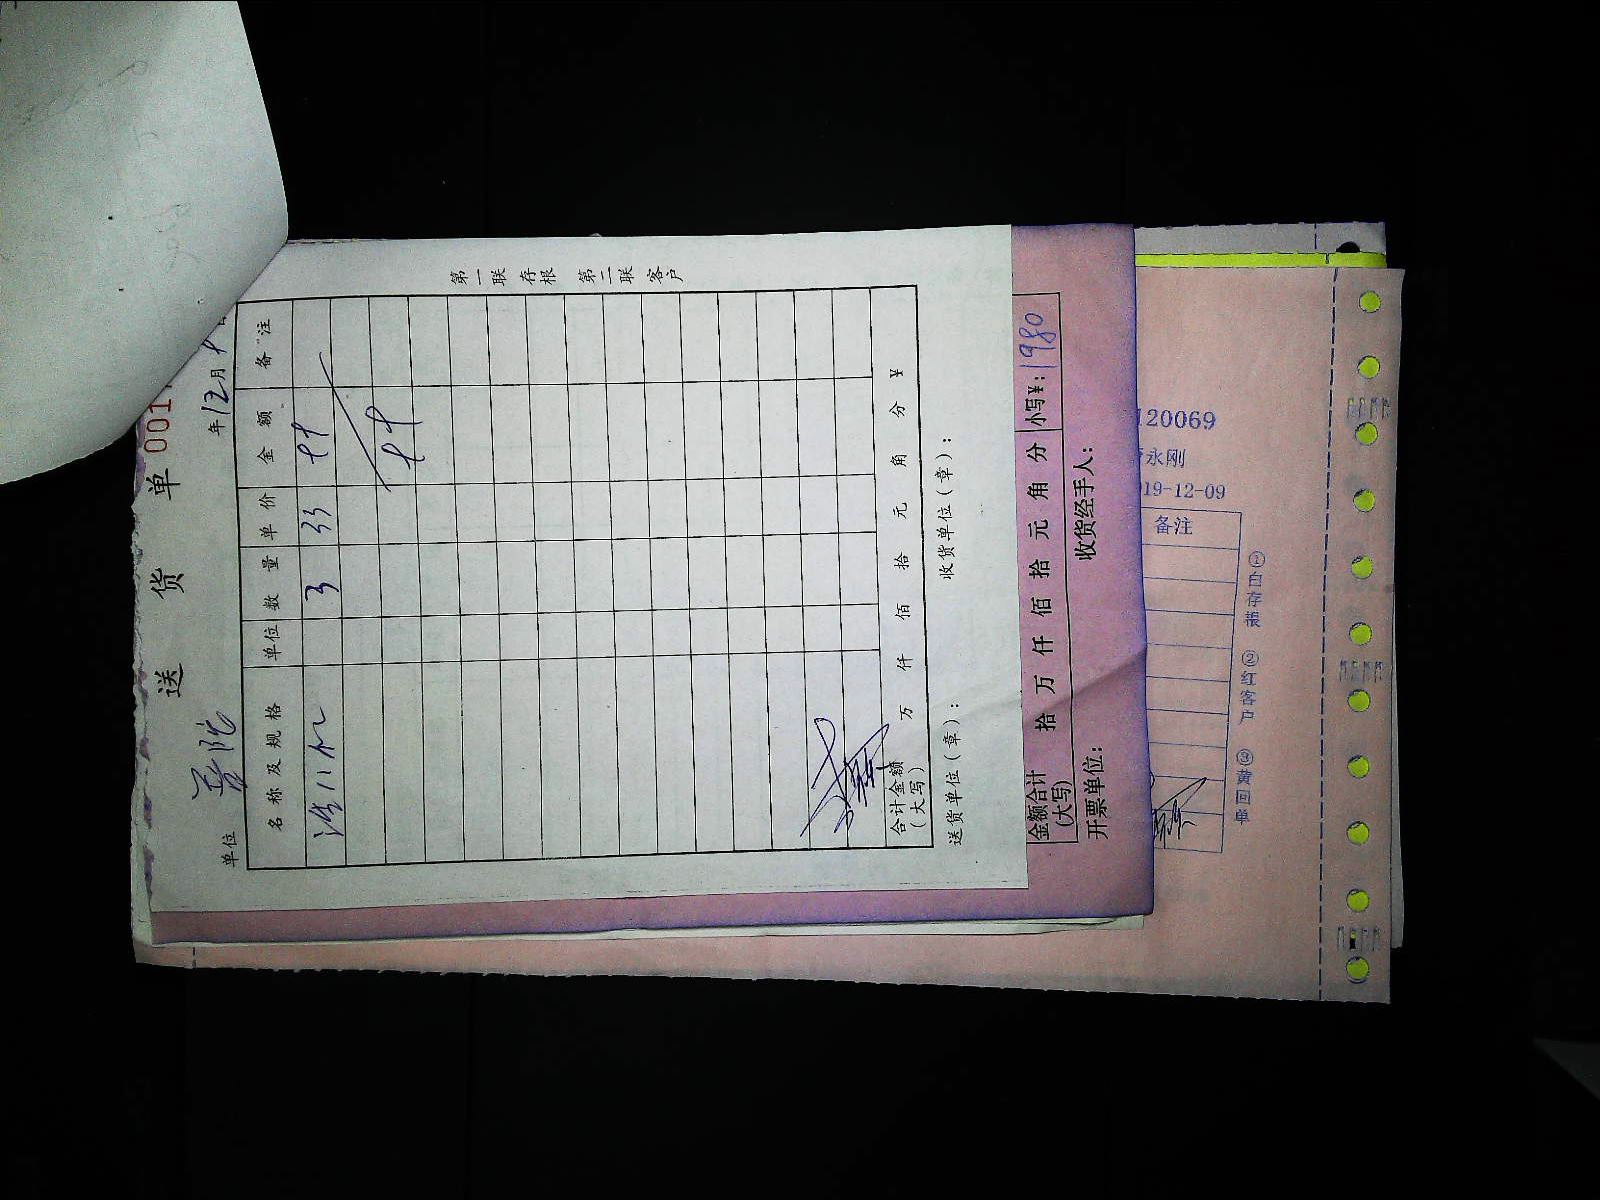 送 货 单 001
单位 普陀 年 12 月 9
名称及规格 单位 数量 单价 金额 备注
3 33 99
99
合计金额(大写) 万 仟 佰 拾 元 角 分 ¥
送货单位(章): 收货单位(章):
第一联 存根 第二联 客户
金额合计(大写) 拾 万 仟 佰 拾 元 角 分 小写¥: 1980
开票单位: 收货经手人:
120069
永刚
19-12-09
备注
①白存 ②红客户 ③黄回单